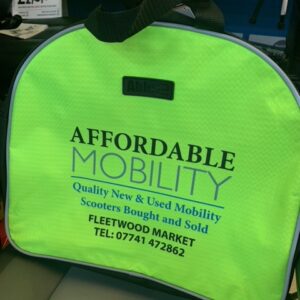 AFFORDABLE
MOBILITY
Quality New & Used Mobility
Scooters Bought and Sold
FLEETWOOD MARKET
TEL: 07741 472862